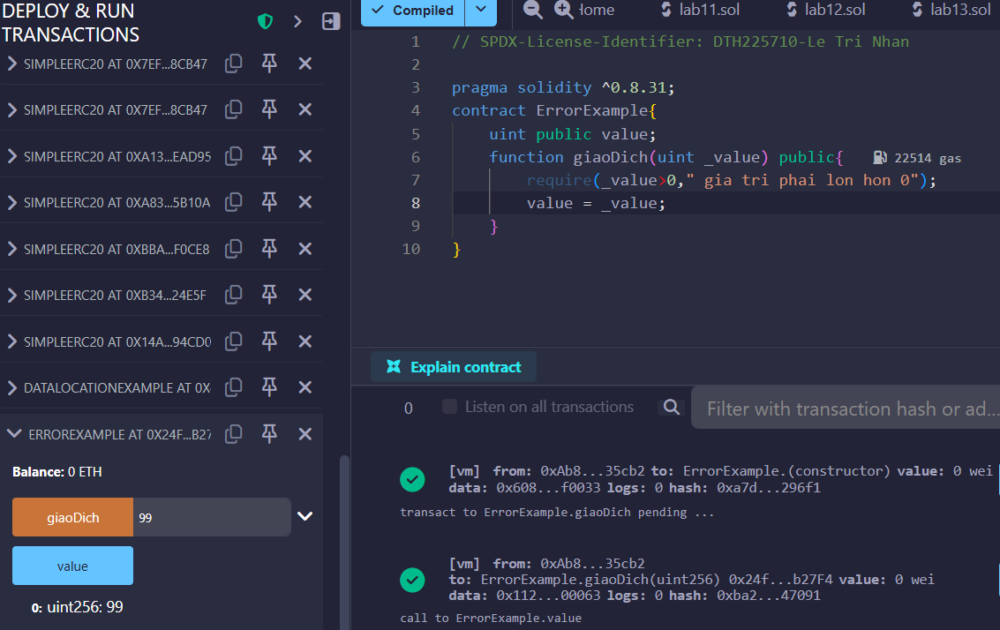 DEPLOY & RUN
TRANSACTIONS
SIMPLEERC20 AT 0X7EF...8CB47
SIMPLEERC20 AT 0X7EF...8CB47
SIMPLEERC20 AT 0XA13...EAD95
SIMPLEERC20 AT 0XA83...5B10A
SIMPLEERC20 AT 0XBBA...F0CE8
SIMPLEERC20 AT 0XB34...24E5F
SIMPLEERC20 AT 0X14A...94CD0
DATALOCATIONEXAMPLE AT 0X
ERROREXAMPLE AT 0X24F...B27
Balance: 0 ETH
giaoDich 99
value
0: uint256: 99
Compiled
Home lab11.sol lab12.sol lab13.sol
1 // SPDX-License-Identifier: DTH225710-Le Tri Nhan
2
3 pragma solidity ^0.8.31;
4 contract ErrorExample{
5 uint public value;
6 function giaoDich(uint _value) public{ 22514 gas
7 require(_value>0," gia tri phai lon hon 0");
8 value = _value;
9 }
10 }
Explain contract
0 Listen on all transactions Filter with transaction hash or ad...
[vm] from: 0xAb8...35cb2 to: ErrorExample.(constructor) value: 0 wei
data: 0x608...f0033 logs: 0 hash: 0xa7d...296f1
transact to ErrorExample.giaoDich pending ...
[vm] from: 0xAb8...35cb2
to: ErrorExample.giaoDich(uint256) 0x24f...b27F4 value: 0 wei
data: 0x112...00063 logs: 0 hash: 0xba2...47091
call to ErrorExample.value